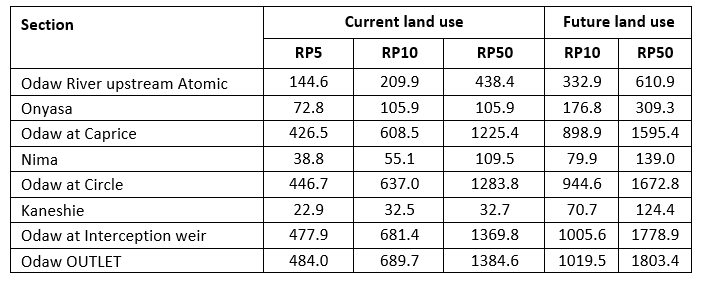 Section Current land use Future land use
RP5 RP10 RP50 RP10 RP50
Odaw River upstream Atomic 144.6 209.9 438.4 332.9 610.9
Onyasa 72.8 105.9 105.9 176.8 309.3
Odaw at Caprice 426.5 608.5 1225.4 898.9 1595.4
Nima 38.8 55.1 109.5 79.9 139.0
Odaw at Circle 446.7 637.0 1283.8 944.6 1672.8
Kaneshie 22.9 32.5 32.7 70.7 124.4
Odaw at Interception weir 477.9 681.4 1369.8 1005.6 1778.9
Odaw OUTLET 484.0 689.7 1384.6 1019.5 1803.4